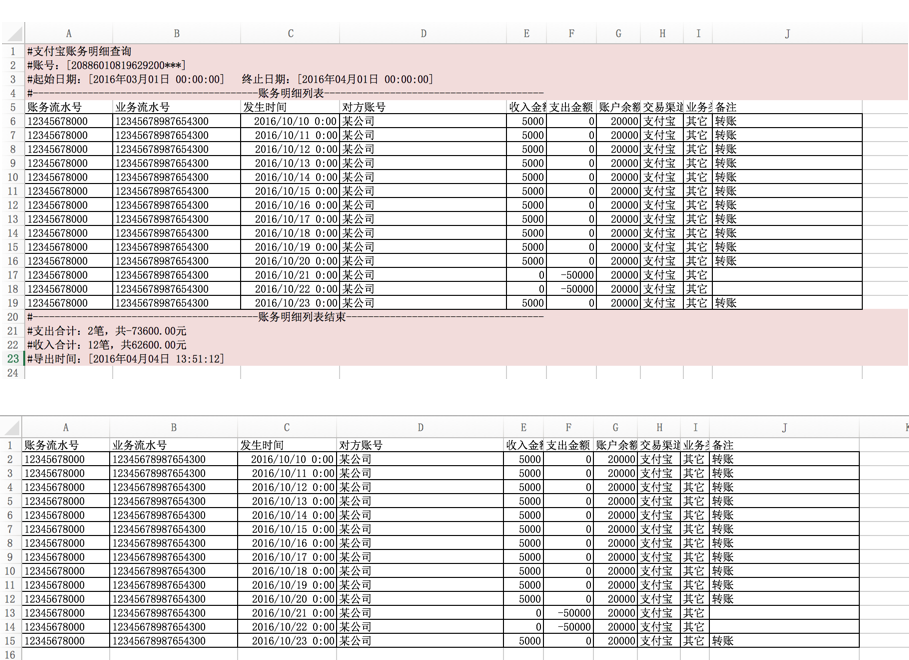 A B C D E F G H I J
1 #支付宝账务明细查询
2 #账号: [20886010819629200***]
3 #起始日期: [2016年03月01日 00:00:00] 终止日期: [2016年04月01日 00:00:00]
4 #-----------------------------------------账务明细列表----------------------------------------
5 账务流水号 业务流水号 发生时间 对方账号 收入金额 支出金额 账户余额 交易渠道 业务类 备注
6 12345678000 12345678987654300 2016/10/10 0:00 某公司 5000 0 20000 支付宝 其它 转账
7 12345678000 12345678987654300 2016/10/11 0:00 某公司 5000 0 20000 支付宝 其它 转账
8 12345678000 12345678987654300 2016/10/12 0:00 某公司 5000 0 20000 支付宝 其它 转账
9 12345678000 12345678987654300 2016/10/13 0:00 某公司 5000 0 20000 支付宝 其它 转账
10 12345678000 12345678987654300 2016/10/14 0:00 某公司 5000 0 20000 支付宝 其它 转账
11 12345678000 12345678987654300 2016/10/15 0:00 某公司 5000 0 20000 支付宝 其它 转账
12 12345678000 12345678987654300 2016/10/16 0:00 某公司 5000 0 20000 支付宝 其它 转账
13 12345678000 12345678987654300 2016/10/17 0:00 某公司 5000 0 20000 支付宝 其它 转账
14 12345678000 12345678987654300 2016/10/18 0:00 某公司 5000 0 20000 支付宝 其它 转账
15 12345678000 12345678987654300 2016/10/19 0:00 某公司 5000 0 20000 支付宝 其它 转账
16 12345678000 12345678987654300 2016/10/20 0:00 某公司 5000 0 20000 支付宝 其它 转账
17 12345678000 12345678987654300 2016/10/21 0:00 某公司 0 -50000 20000 支付宝 其它
18 12345678000 12345678987654300 2016/10/22 0:00 某公司 0 -50000 20000 支付宝 其它
19 12345678000 12345678987654300 2016/10/23 0:00 某公司 5000 0 20000 支付宝 其它 转账
20 #-----------------------------------------账务明细列表结束------------------------------------
21 #支出合计: 2笔, 共-73600.00元
22 #收入合计: 12笔, 共62600.00元
23 #导出时间: [2016年04月04日 13:51:12]
24
A B C D E F G H I J K
1 账务流水号 业务流水号 发生时间 对方账号 收入金额 支出金额 账户余额 交易渠道 业务类 备注
2 12345678000 12345678987654300 2016/10/10 0:00 某公司 5000 0 20000 支付宝 其它 转账
3 12345678000 12345678987654300 2016/10/11 0:00 某公司 5000 0 20000 支付宝 其它 转账
4 12345678000 12345678987654300 2016/10/12 0:00 某公司 5000 0 20000 支付宝 其它 转账
5 12345678000 12345678987654300 2016/10/13 0:00 某公司 5000 0 20000 支付宝 其它 转账
6 12345678000 12345678987654300 2016/10/14 0:00 某公司 5000 0 20000 支付宝 其它 转账
7 12345678000 12345678987654300 2016/10/15 0:00 某公司 5000 0 20000 支付宝 其它 转账
8 12345678000 12345678987654300 2016/10/16 0:00 某公司 5000 0 20000 支付宝 其它 转账
9 12345678000 12345678987654300 2016/10/17 0:00 某公司 5000 0 20000 支付宝 其它 转账
10 12345678000 12345678987654300 2016/10/18 0:00 某公司 5000 0 20000 支付宝 其它 转账
11 12345678000 12345678987654300 2016/10/19 0:00 某公司 5000 0 20000 支付宝 其它 转账
12 12345678000 12345678987654300 2016/10/20 0:00 某公司 5000 0 20000 支付宝 其它 转账
13 12345678000 12345678987654300 2016/10/21 0:00 某公司 0 -50000 20000 支付宝 其它
14 12345678000 12345678987654300 2016/10/22 0:00 某公司 0 -50000 20000 支付宝 其它
15 12345678000 12345678987654300 2016/10/23 0:00 某公司 5000 0 20000 支付宝 其它 转账
16